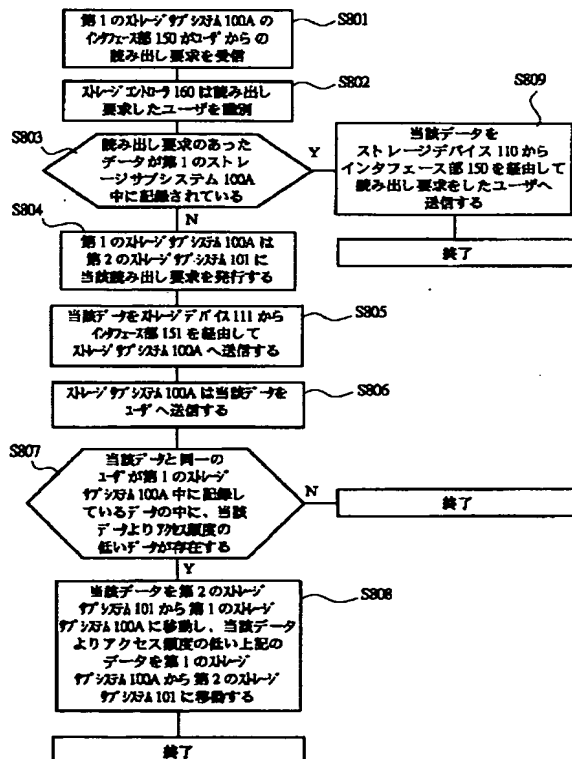 第1のストレージサブシステム100Aの
インタフェース部150がユーザからの
読み出し要求を受信
S801
ストレージコントローラ160は読み出し
要求したユーザを識別
S802
S803
読み出し要求のあった
データが第1のストレ
ージサブシステム100A
中に記録されている
Y
N
S809
当該データを
ストレージデバイス110から
インタフェース部150を経由して
読み出し要求をしたユーザへ
送信する
終了
S804
第1のストレージサブシステム100Aは
第2のストレージサブシステム101に
当該読み出し要求を発行する
当該データをストレージデバイス111から
インタフェース部151を経由して
ストレージサブシステム100Aへ送信する
S805
ストレージサブシステム100Aは当該データを
ユーザへ送信する
S806
S807
当該データと同一の
ユーザが第1のストレージ
サブシステム100A中に記録し
ているデータの中に、当該
データよりアクセス頻度の
低いデータが存在する
N
終了
Y
当該データを第2のストレージ
サブシステム101から第1のストレージ
サブシステム100Aに移動し、当該データ
よりアクセス頻度の低い上記の
データを第1のストレージ
サブシステム100Aから第2のストレージ
サブシステム101に移動する
S808
終了